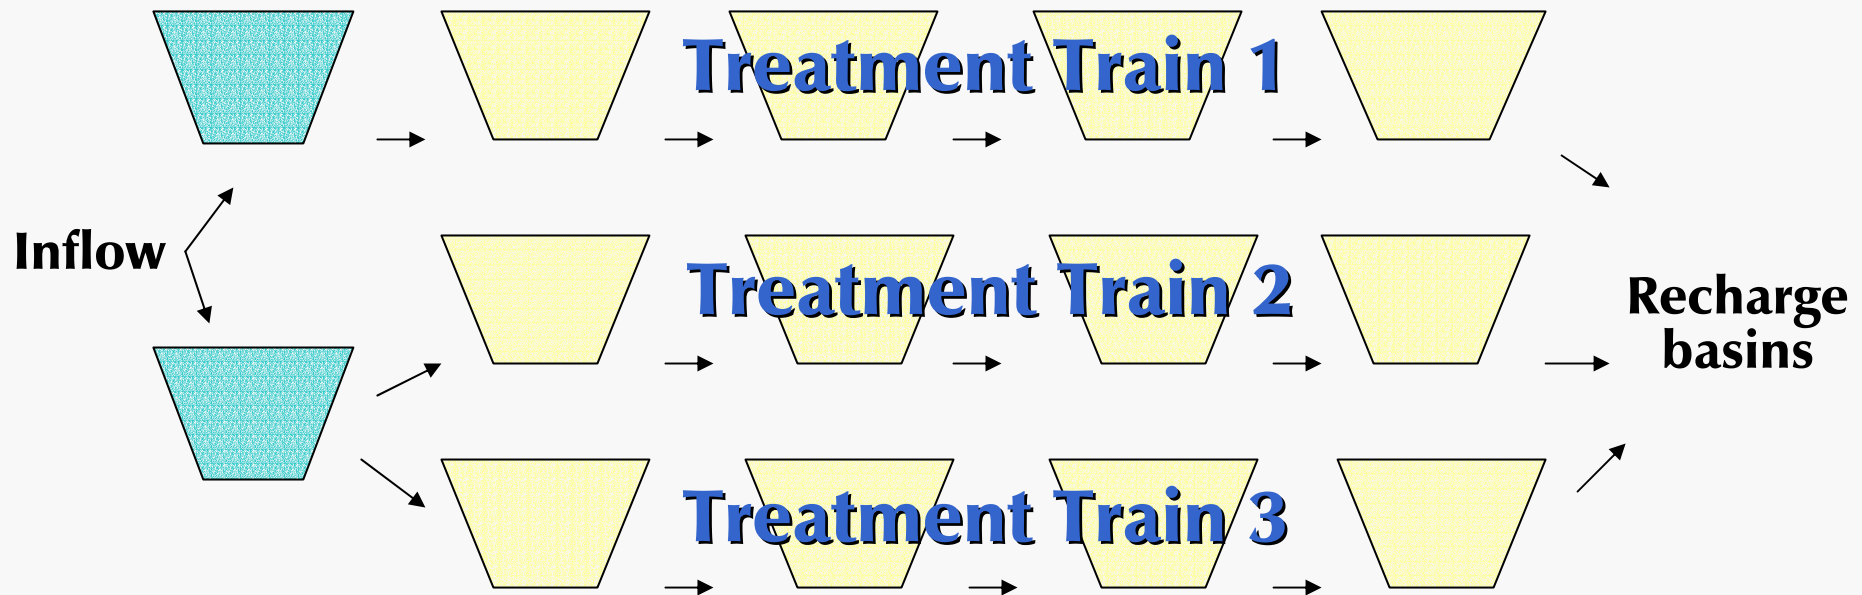 Treatment Train 1
Inflow
Treatment Train 2
Recharge
basins
Treatment Train 3